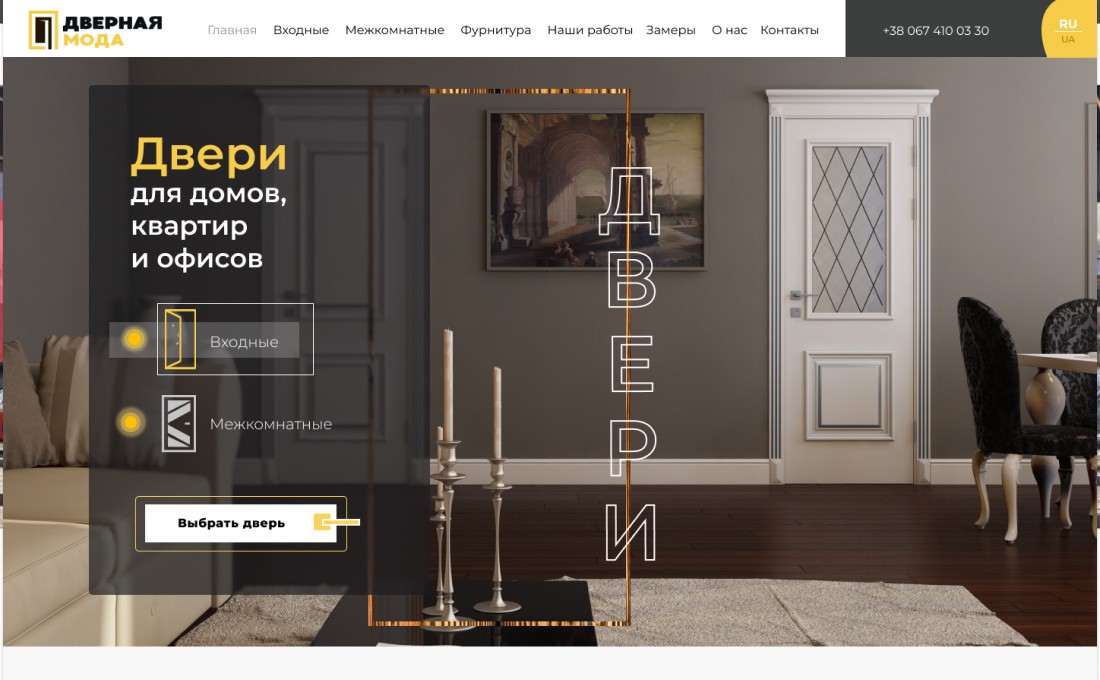 ДВЕРНАЯ
МОДА
Главная Входные Межкомнатные Фурнитура Наши работы Замеры О нас Контакты
+38 067 410 03 30
RU
UA
Двери
для домов,
квартир
и офисов
Входные
Межкомнатные
Выбрать дверь
ДВЕРИ